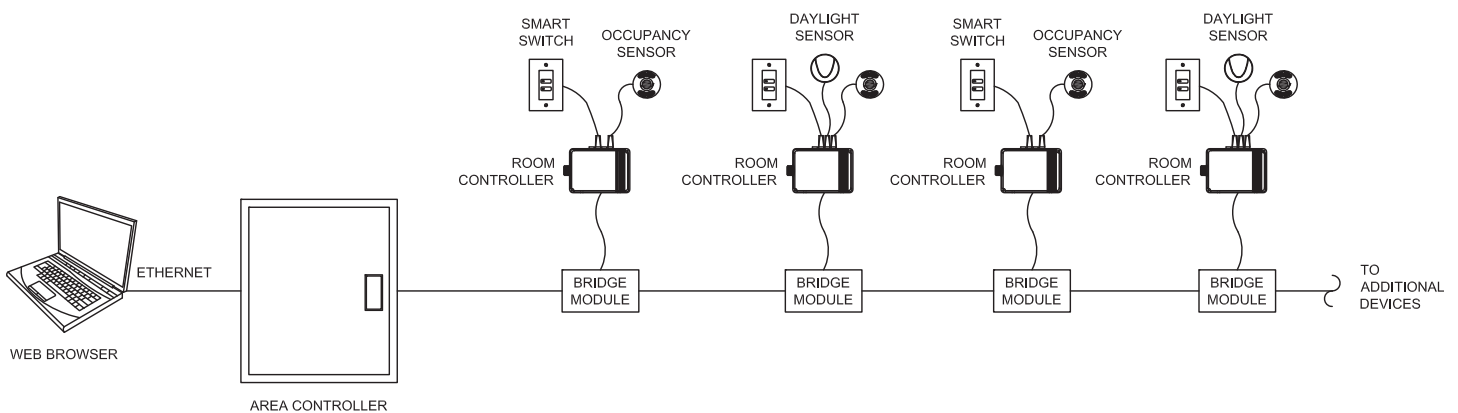 SMART
SWITCH
OCCUPANCY
SENSOR
DAYLIGHT
SENSOR
SMART
SWITCH
OCCUPANCY
SENSOR
DAYLIGHT
SENSOR
ROOM
CONTROLLER
ROOM
CONTROLLER
ROOM
CONTROLLER
ROOM
CONTROLLER
ETHERNET
BRIDGE
MODULE
BRIDGE
MODULE
BRIDGE
MODULE
BRIDGE
MODULE
TO
ADDITIONAL
DEVICES
WEB BROWSER
AREA CONTROLLER